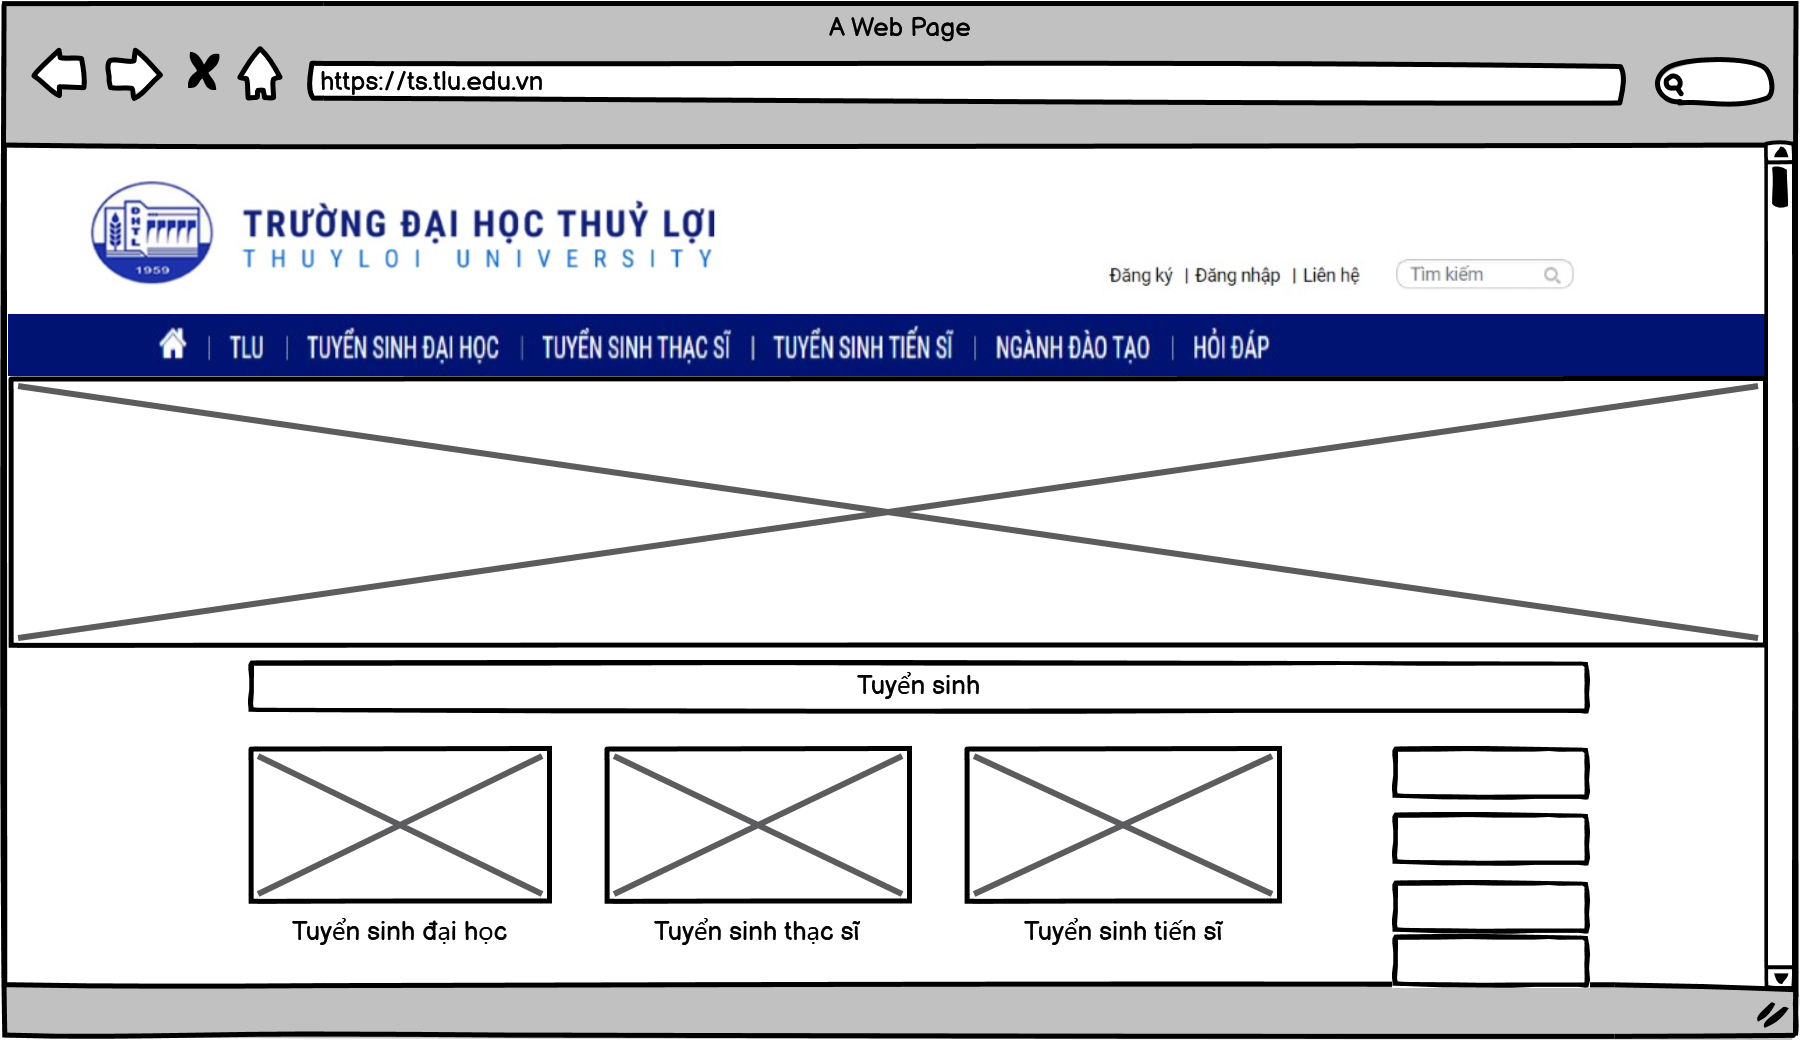 A Web Page
https://ts.tlu.edu.vn
DHTL
1959
TRƯỜNG ĐẠI HỌC THUỶ LỢI
THUYLOI UNIVERSITY
Đăng ký | Đăng nhập | Liên hệ
Tìm kiếm
TLU | TUYỂN SINH ĐẠI HỌC | TUYỂN SINH THẠC SĨ | TUYỂN SINH TIẾN SĨ | NGÀNH ĐÀO TẠO | HỎI ĐÁP
Tuyển sinh
Tuyển sinh đại học
Tuyển sinh thạc sĩ
Tuyển sinh tiến sĩ